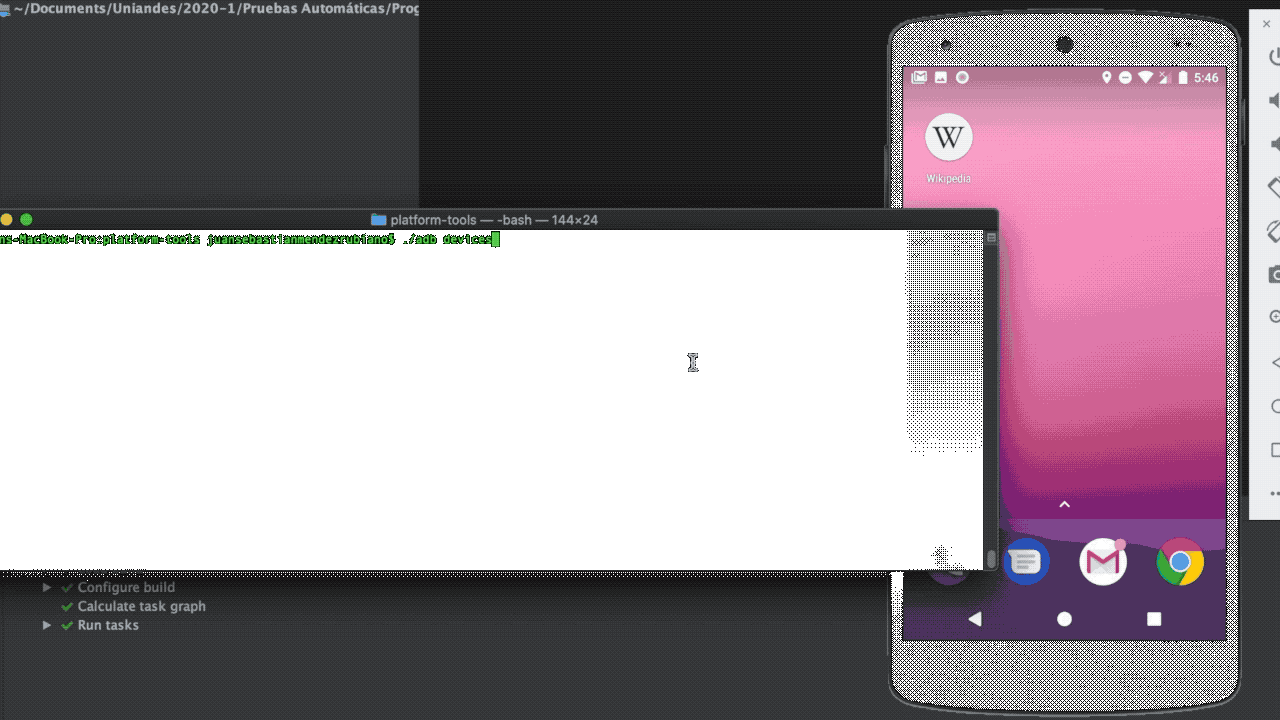 ~/Documents/Uniandes/2020-1/Pruebas Automáticas/Proc
5:46
W
Wikipedia
platform-tools — -bash — 144×24
ns-MacBook-Pro:platform-tools juansebastianmendezrubiano$ ./adb devices
Configure build
Calculate task graph
Run tasks